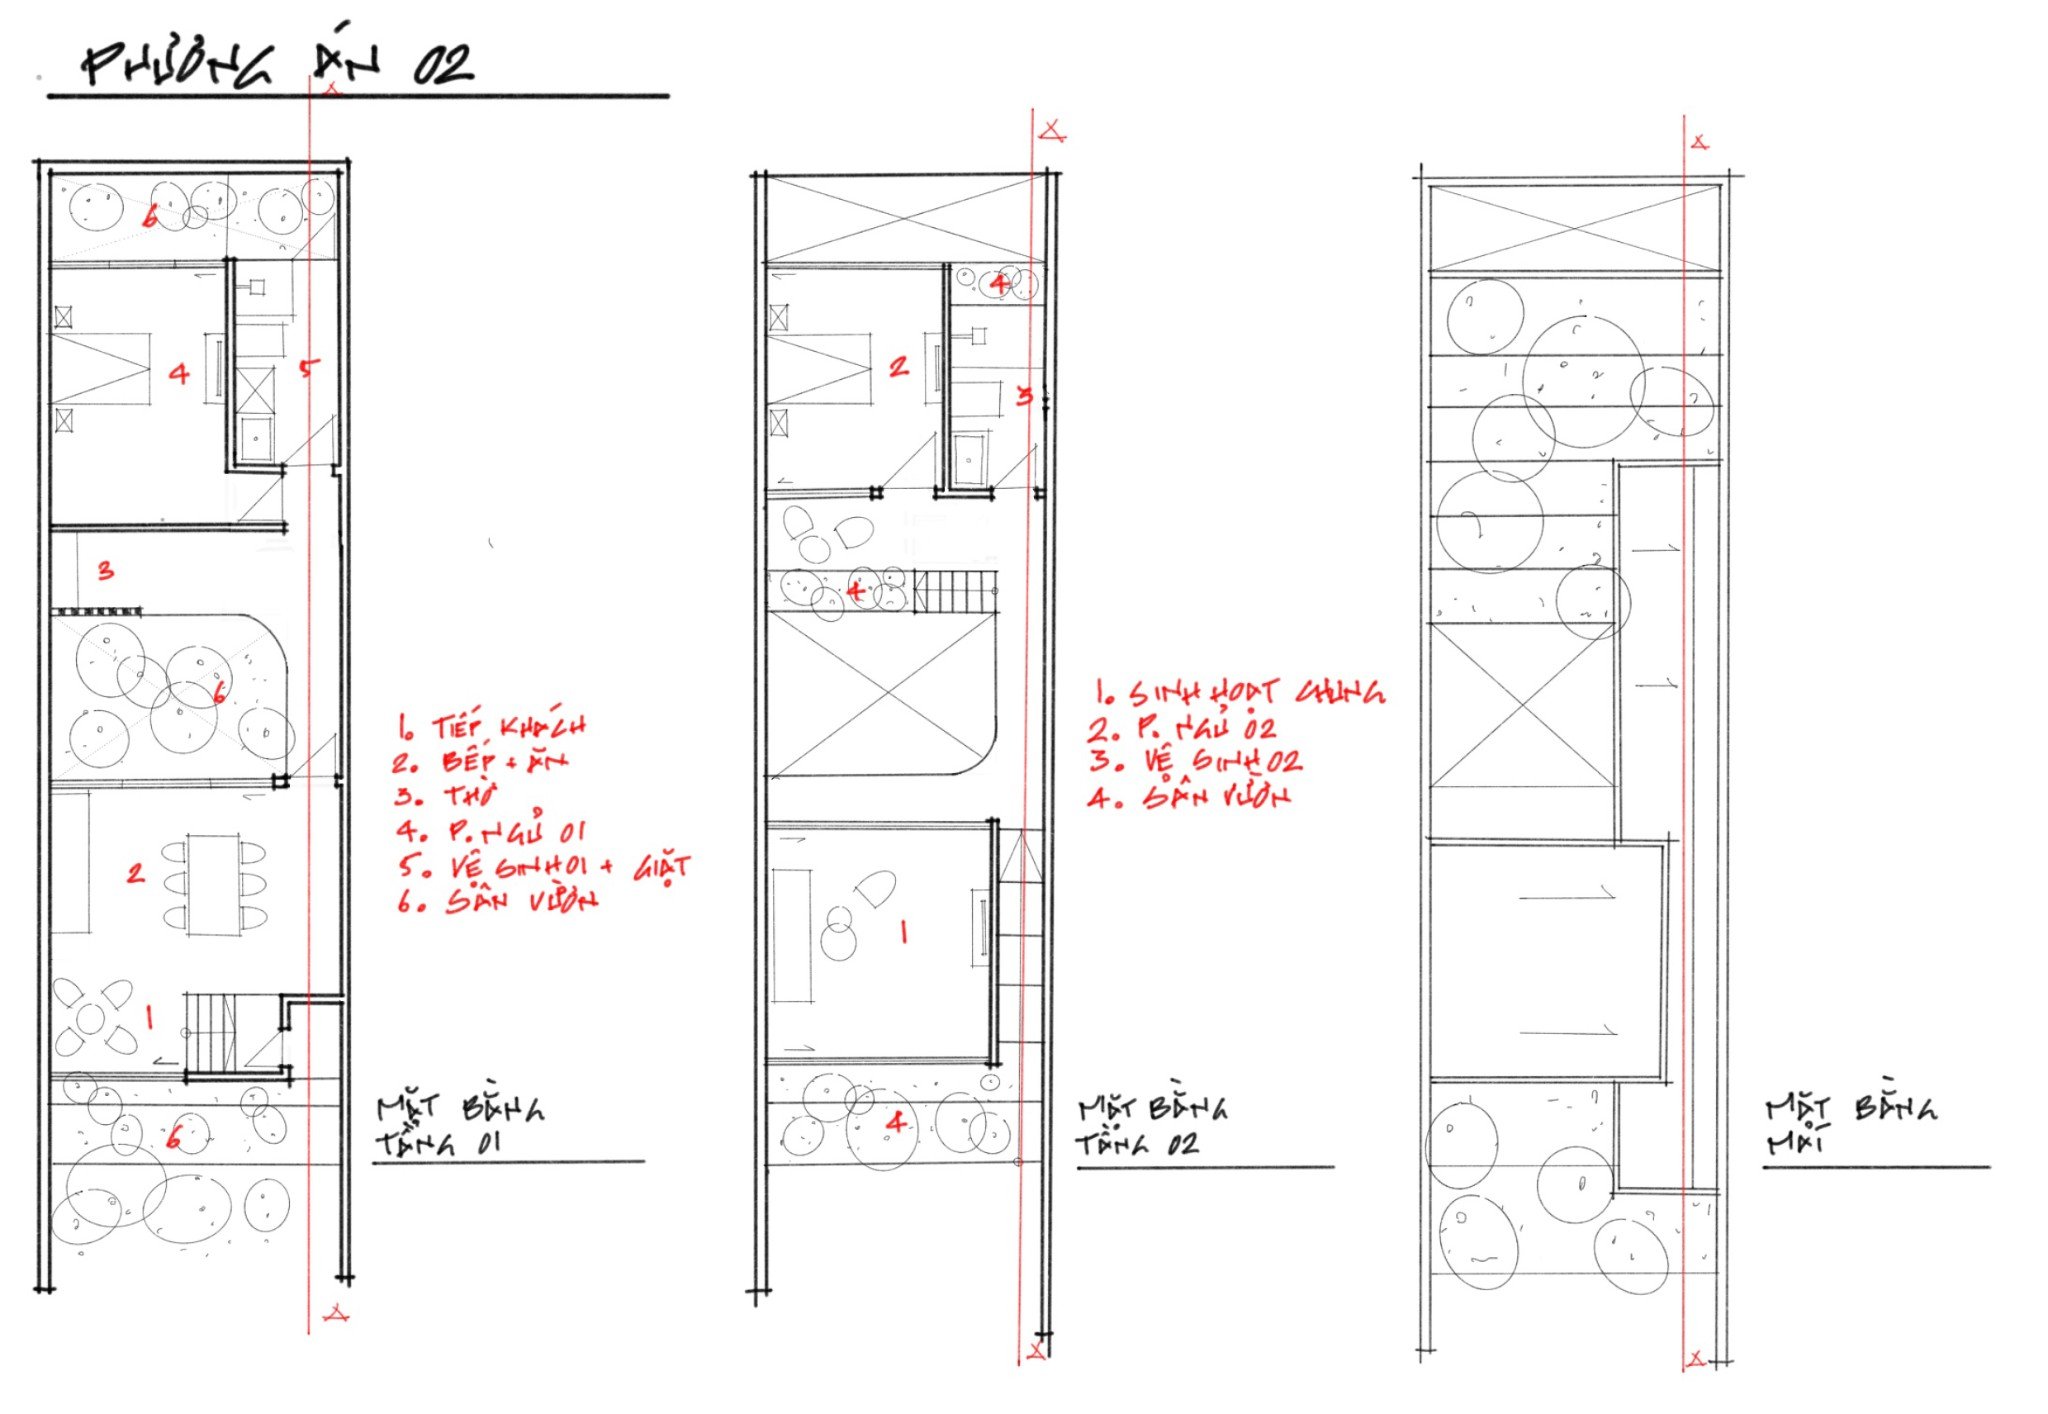 PHƯƠNG ÁN 02
A
A
A
6
4
5
3
6
2
1
6
1. TIẾP KHÁCH
2. BẾP + ĂN
3. THỜ
4. P. NGỦ 01
5. VỆ SINH 01 + GIẶT
6. SÂN VƯỜN
MẶT BẰNG
TẦNG 01
A
4
2
3
4
1
4
1. SINH HOẠT CHUNG
2. P. NGỦ 02
3. VỆ SINH 02
4. SÂN VƯỜN
MẶT BẰNG
TẦNG 02
A
MẶT BẰNG
MÁI
A